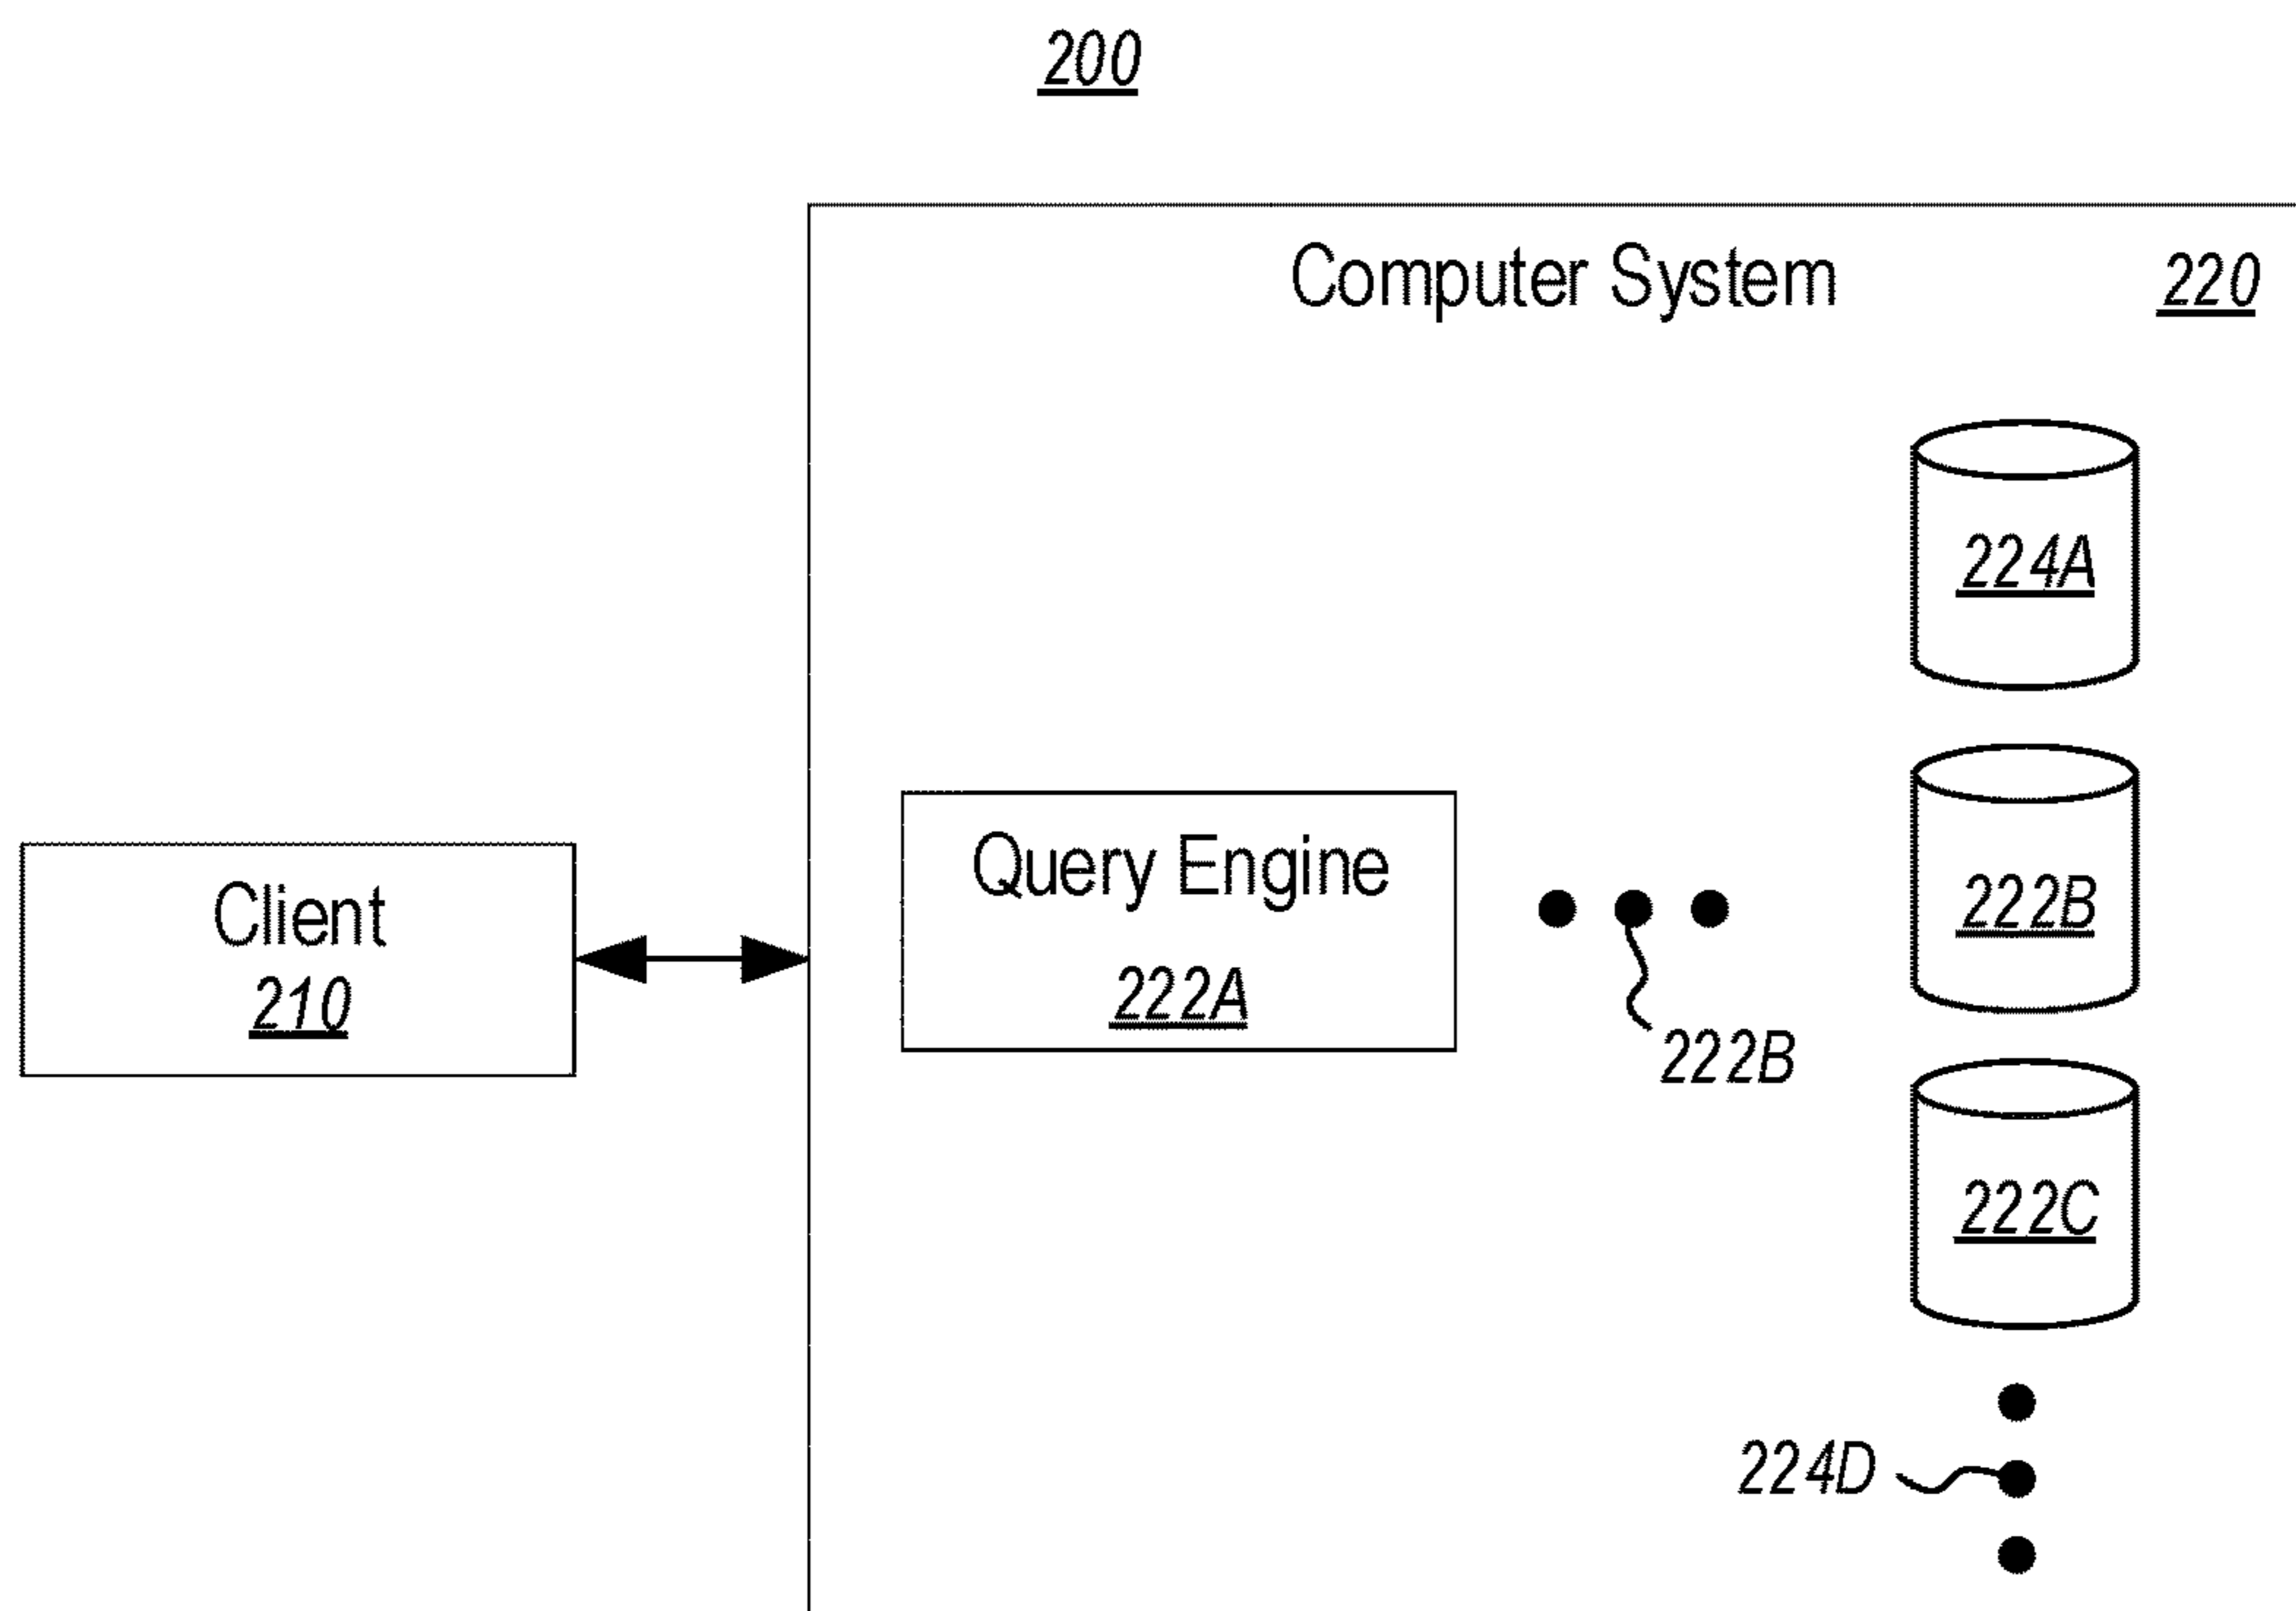 200
Computer System
220
224A
Query Engine
222A
222B
Client
210
222B
222C
224D